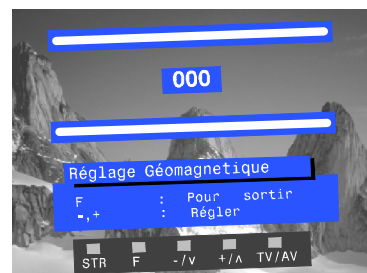 000
Réglage Géomagnetique
F : Pour sortir
-,+ : Régler
STR F -/v +/ʌ TV/AV